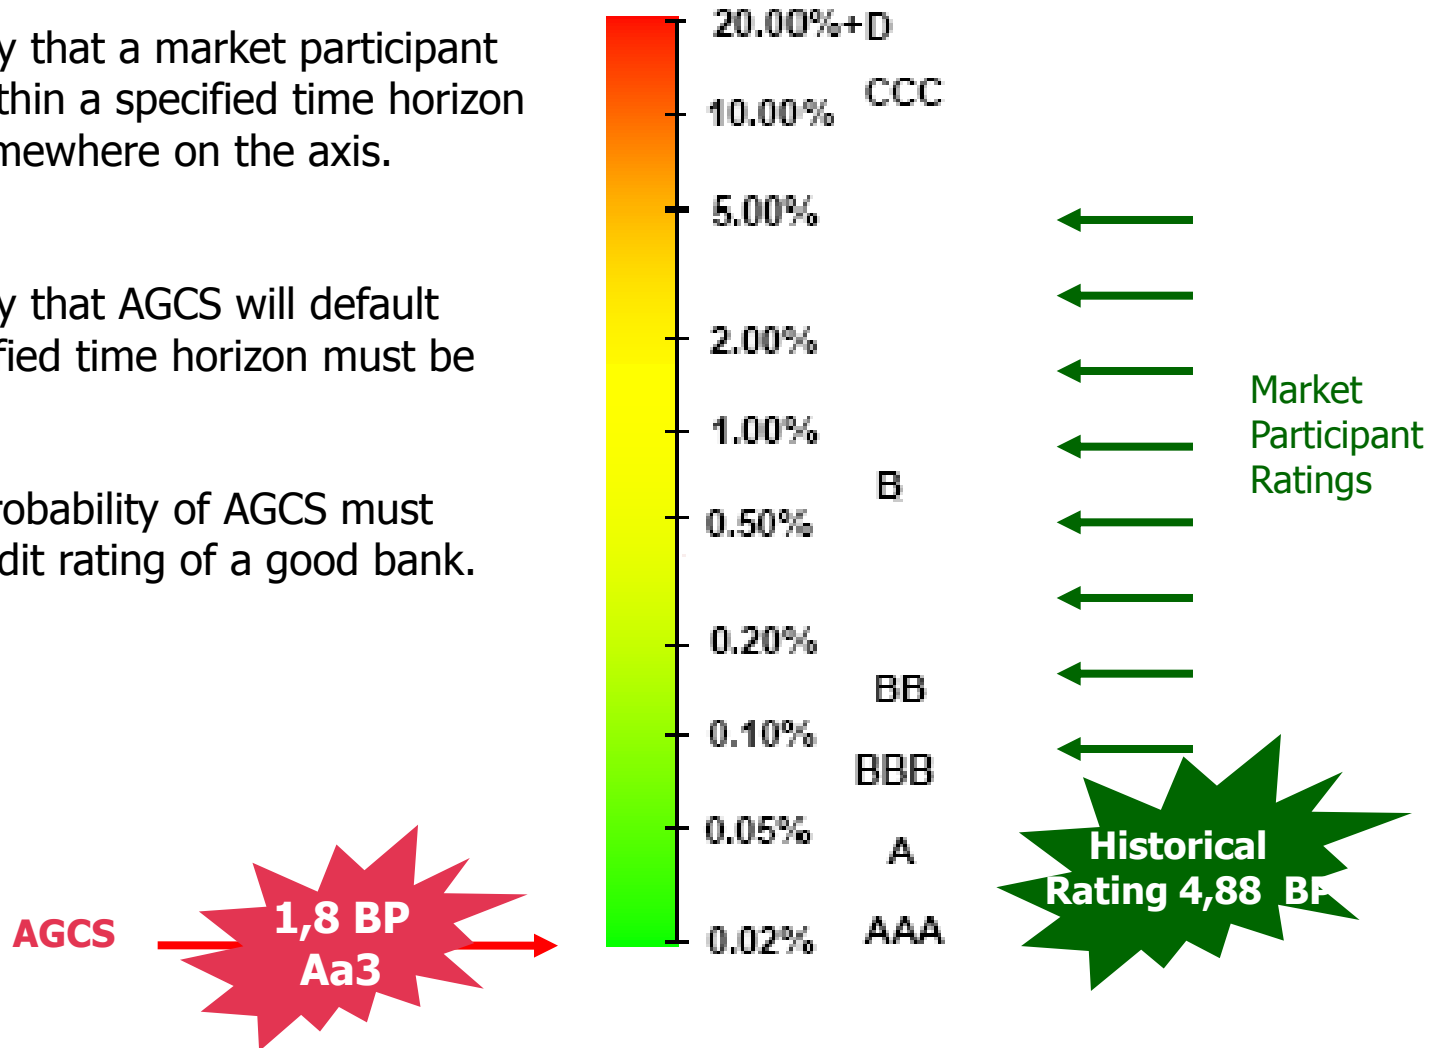 y that a market participant
thin a specified time horizon
mewhere on the axis.
y that AGCS will default
fied time horizon must be
robability of AGCS must
dit rating of a good bank.
20.00%+D
CCC
10.00%
5.00%
2.00%
1.00%
B
0.50%
0.20%
BB
0.10%
BBB
0.05%
A
0.02%
AAA
Market
Participant
Ratings
Historical
Rating 4,88 BP
AGCS
1,8 BP
Aa3